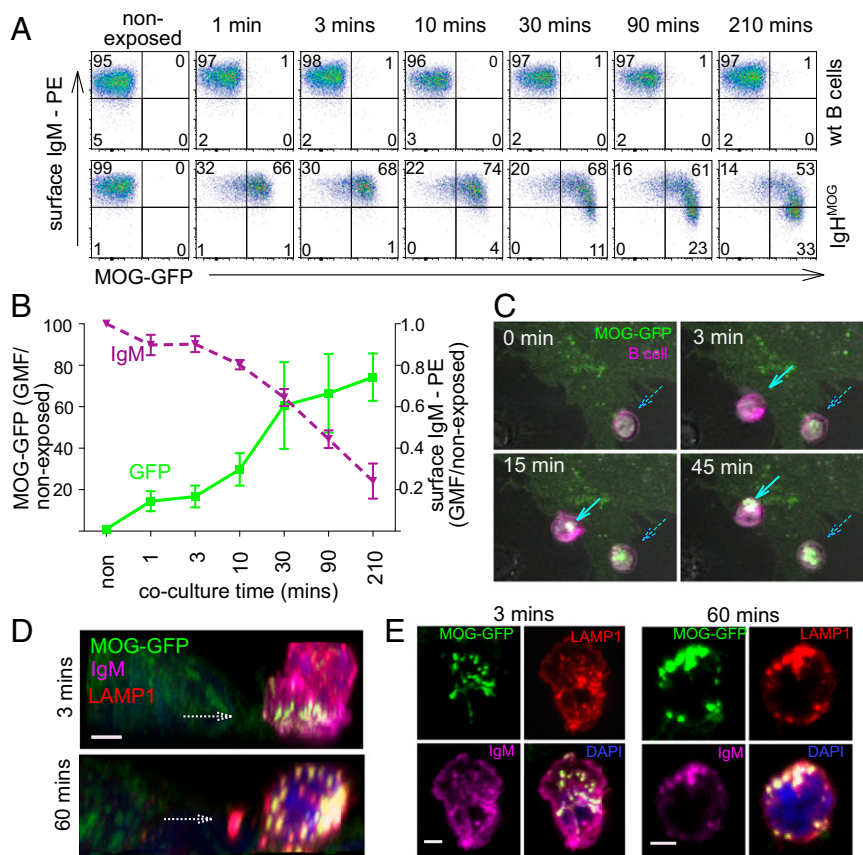 A
non-exposed 1 min 3 mins 10 mins 30 mins 90 mins 210 mins
95 0 97 1 98 1 96 0 97 1 97 1 97 1
5 0 2 0 2 0 3 0 2 0 2 0 2 0
wt B cells
surface IgM - PE
99 0 32 66 30 68 22 74 20 68 16 61 14 53
1 0 1 1 1 1 0 4 0 11 0 23 0 33
IgH^MOG
MOG-GFP
B
MOG-GFP (GMF/
non-exposed)
100
80
60
40
20
IgM
GFP
1.0
0.8
0.6
0.4
0.2
surface IgM - PE
(GMF/non-exposed)
non 1 3 10 30 90 210
co-culture time (mins)
C
0 min MOG-GFP 3 min
B cell
15 min 45 min
D
MOG-GFP
IgM
LAMP1
3 mins
60 mins
E
3 mins 60 mins
MOG-GFP LAMP1 MOG-GFP LAMP1
IgM DAPI IgM DAPI